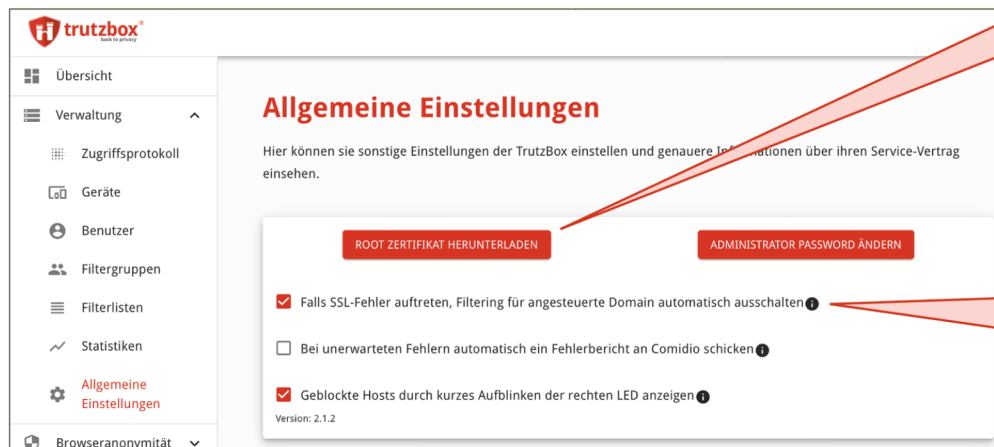 trutzbox®
back to privacy
Übersicht
Verwaltung
Zugriffsprotokoll
Geräte
Benutzer
Filtergruppen
Filterlisten
Statistiken
Allgemeine
Einstellungen
Browseranonymität
Allgemeine Einstellungen
Hier können sie sonstige Einstellungen der TrutzBox einstellen und genauere Informationen über ihren Service-Vertrag
einsehen.
ROOT ZERTIFIKAT HERUNTERLADEN
ADMINISTRATOR PASSWORD ÄNDERN
Falls SSL-Fehler auftreten, Filtering für angesteuerte Domain automatisch ausschalten
Bei unerwarteten Fehlern automatisch ein Fehlerbericht an Comidio schicken
Geblockte Hosts durch kurzes Aufblinken der rechten LED anzeigen
Version: 2.1.2